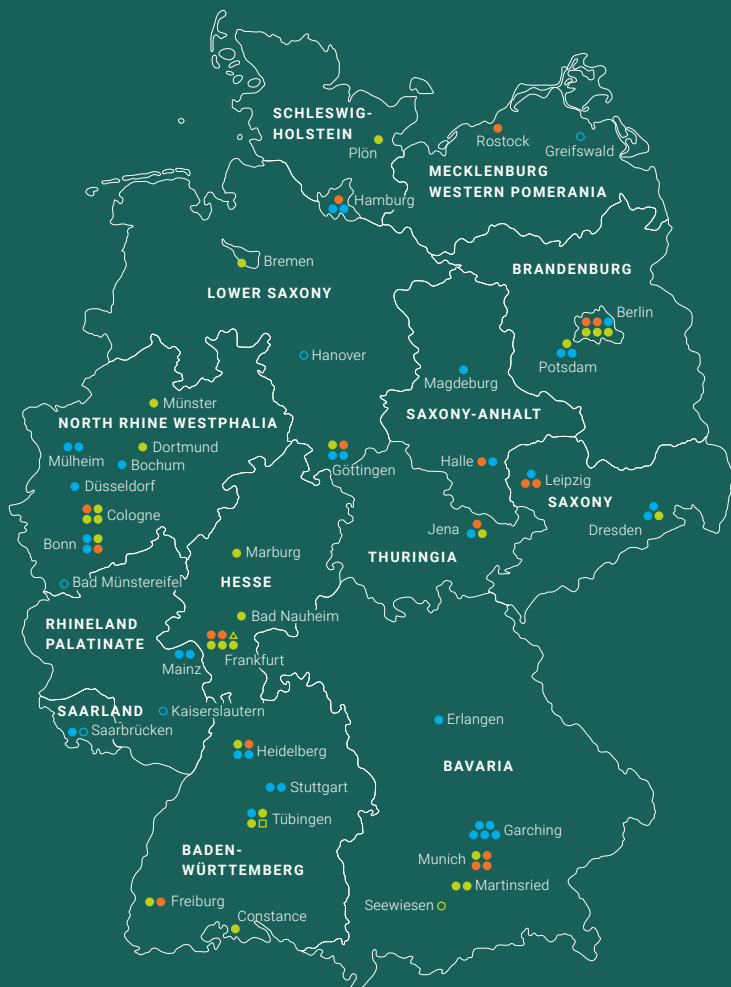 SCHLESWIG-
HOLSTEIN
Plön
Rostock
Greifswald
MECKLENBURG
WESTERN POMERANIA
Hamburg
Bremen
LOWER SAXONY
BRANDENBURG
Berlin
Potsdam
Hanover
Magdeburg
SAXONY-ANHALT
Münster
NORTH RHINE WESTPHALIA
Dortmund
Mülheim
Bochum
Düsseldorf
Cologne
Bonn
Bad Münstereifel
Göttingen
Halle
Leipzig
SAXONY
Dresden
Jena
THURINGIA
Marburg
HESSE
Bad Nauheim
Frankfurt
RHINELAND
PALATINATE
Mainz
SAARLAND
Kaiserslautern
Saarbrücken
Erlangen
BAVARIA
Heidelberg
Stuttgart
Tübingen
BADEN-
WÜRTTEMBERG
Garching
Munich
Martinsried
Seewiesen
Freiburg
Constance